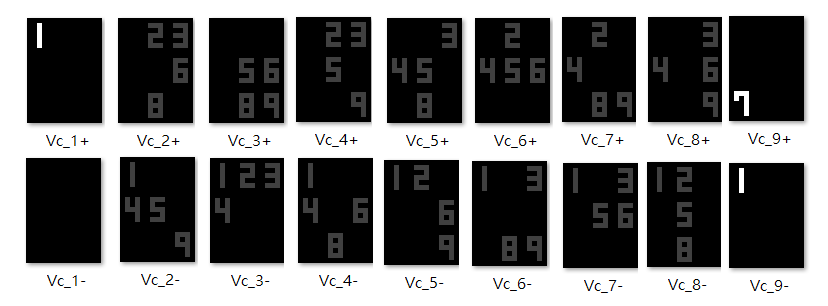 1 2 3 2 3 3 2 2 3
6 5 6 5 4 5 4 5 6 4 4 6
8 8 9 9 8 8 9 9 7
Vc_1+ Vc_2+ Vc_3+ Vc_4+ Vc_5+ Vc_6+ Vc_7+ Vc_8+ Vc_9+
1 1 2 3 1 1 2 1 3 1 3 1 2 1
4 5 4 4 6 6 5 6 5
9 8 9 8 9 8
Vc_1- Vc_2- Vc_3- Vc_4- Vc_5- Vc_6- Vc_7- Vc_8- Vc_9-